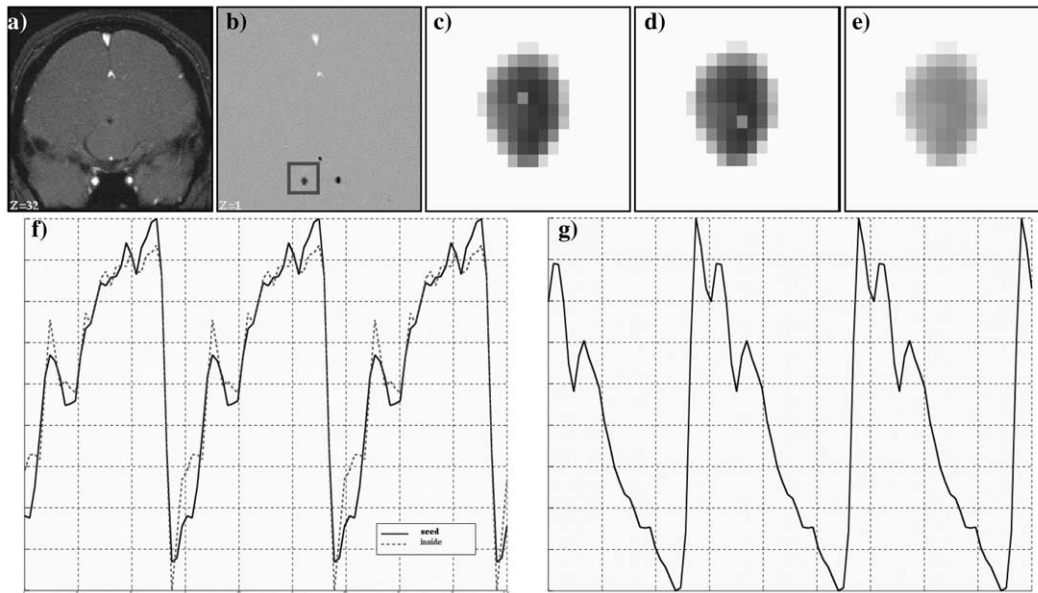 a)
Z=32
b)
Z=1
c)
d)
e)
f)
seed
inside
g)